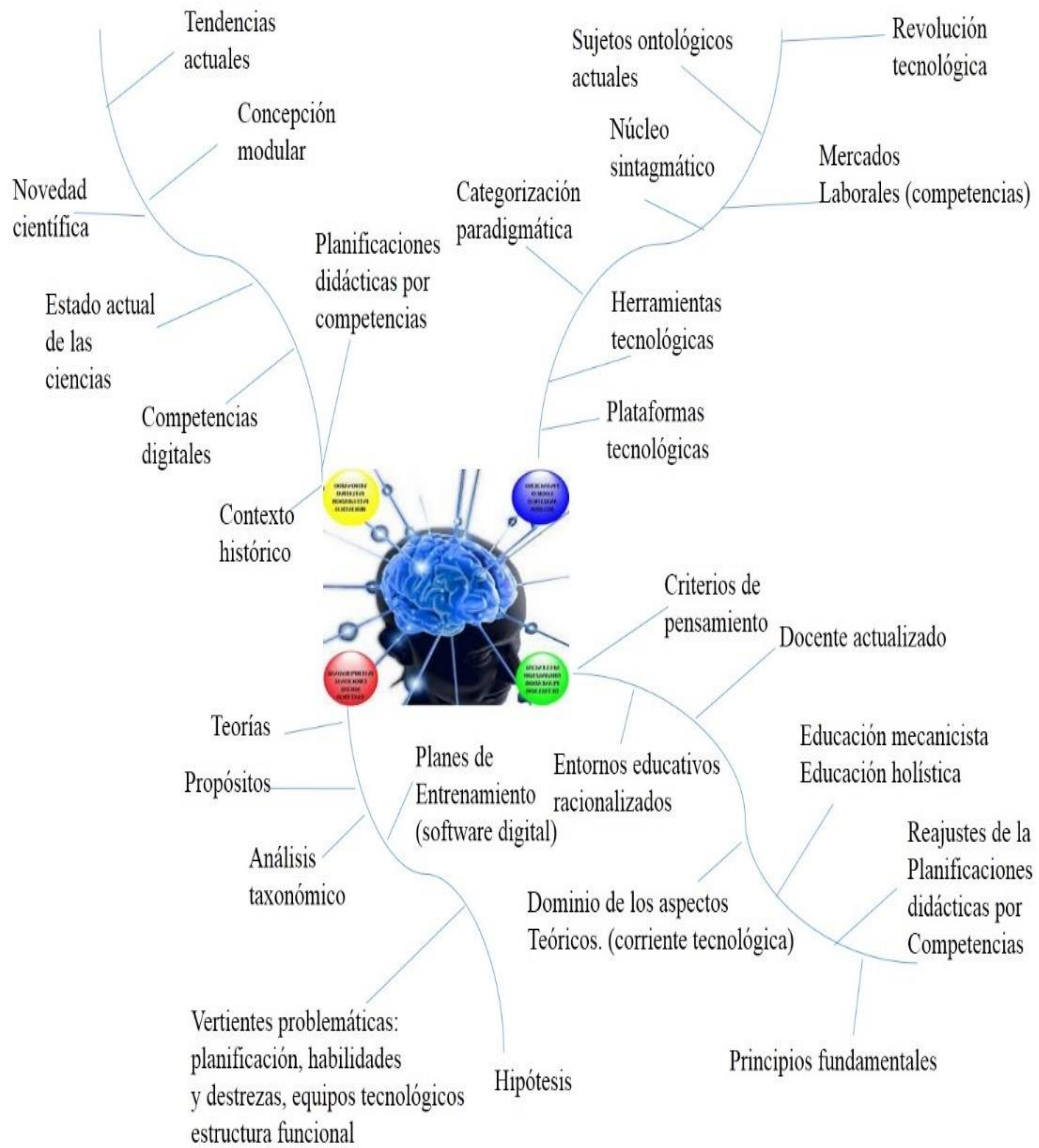 Tendencias
actuales
Concepción
modular
Novedad
científica
Estado actual
de las
ciencias
Planificaciones
didácticas por
competencias
Competencias
digitales
Contexto
histórico
Revolución
tecnológica
Sujetos ontológicos
actuales
Núcleo
sintagmático
Mercados
Laborales (competencias)
Categorización
paradigmática
Herramientas
tecnológicas
Plataformas
tecnológicas
Teorías
Propósitos
Análisis
taxonómico
Planes de
Entrenamiento
(software digital)
Vertientes problemáticas:
planificación, habilidades
y destrezas, equipos tecnológicos
estructura funcional
Hipótesis
Criterios de
pensamiento
Docente actualizado
Entornos educativos
racionalizados
Educación mecanicista
Educación holística
Dominio de los aspectos
Teóricos. (corriente tecnológica)
Reajustes de la
Planificaciones
didácticas por
Competencias
Principios fundamentales